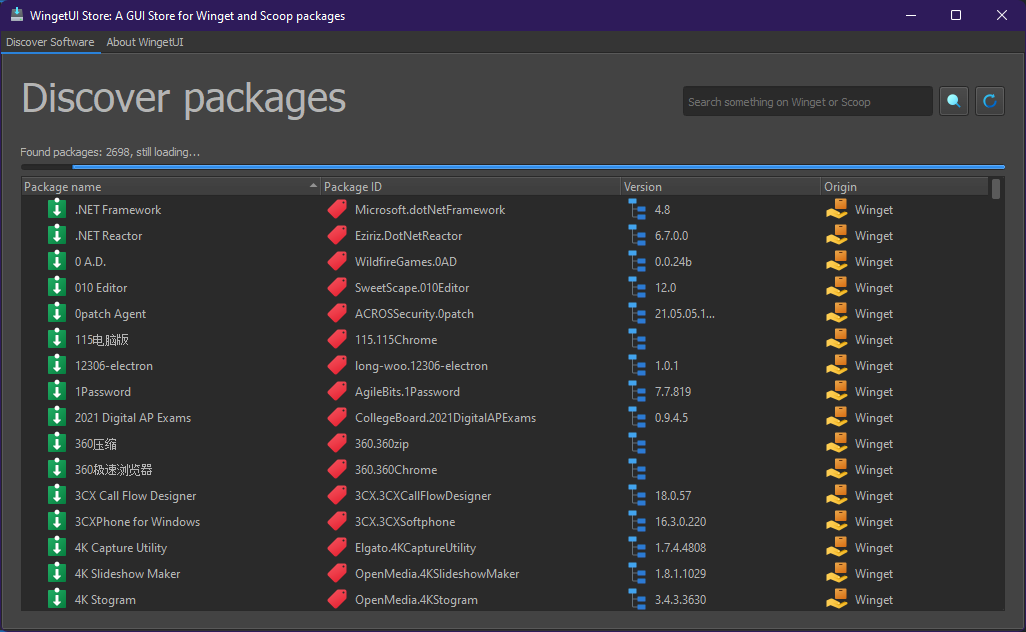 WingetUI Store: A GUI Store for Winget and Scoop packages
Discover Software About WingetUI
Discover packages
Search something on Winget or Scoop
Found packages: 2698, still loading...
Package name Package ID Version Origin
.NET Framework Microsoft.dotNetFramework 4.8 Winget
.NET Reactor Eziriz.DotNetReactor 6.7.0.0 Winget
0 A.D. WildfireGames.0AD 0.0.24b Winget
010 Editor SweetScape.010Editor 12.0 Winget
0patch Agent ACROSSecurity.0patch 21.05.05.1... Winget
115电脑版 115.115Chrome Winget
12306-electron long-woo.12306-electron 1.0.1 Winget
1Password AgileBits.1Password 7.7.819 Winget
2021 Digital AP Exams CollegeBoard.2021DigitalAPExams 0.9.4.5 Winget
360压缩 360.360zip Winget
360极速浏览器 360.360Chrome Winget
3CX Call Flow Designer 3CX.3CXCallFlowDesigner 18.0.57 Winget
3CXPhone for Windows 3CX.3CXSoftphone 16.3.0.220 Winget
4K Capture Utility Elgato.4KCaptureUtility 1.7.4.4808 Winget
4K Slideshow Maker OpenMedia.4KSlideshowMaker 1.8.1.1029 Winget
4K Stogram OpenMedia.4KStogram 3.4.3.3630 Winget